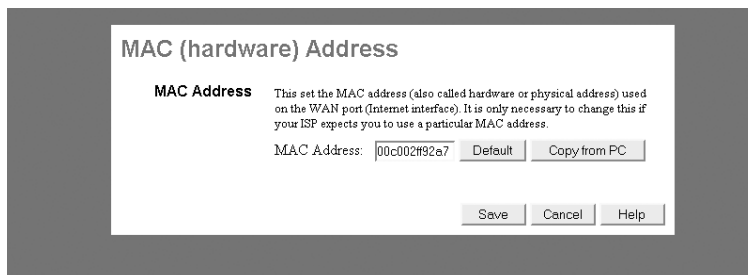 MAC (hardware) Address
MAC Address
This set the MAC address (also called hardware or physical address) used
on the WAN port (Internet interface). It is only necessary to change this if
your ISP expects you to use a particular MAC address.
MAC Address: 00c002ff92a7 Default Copy from PC
Save Cancel Help